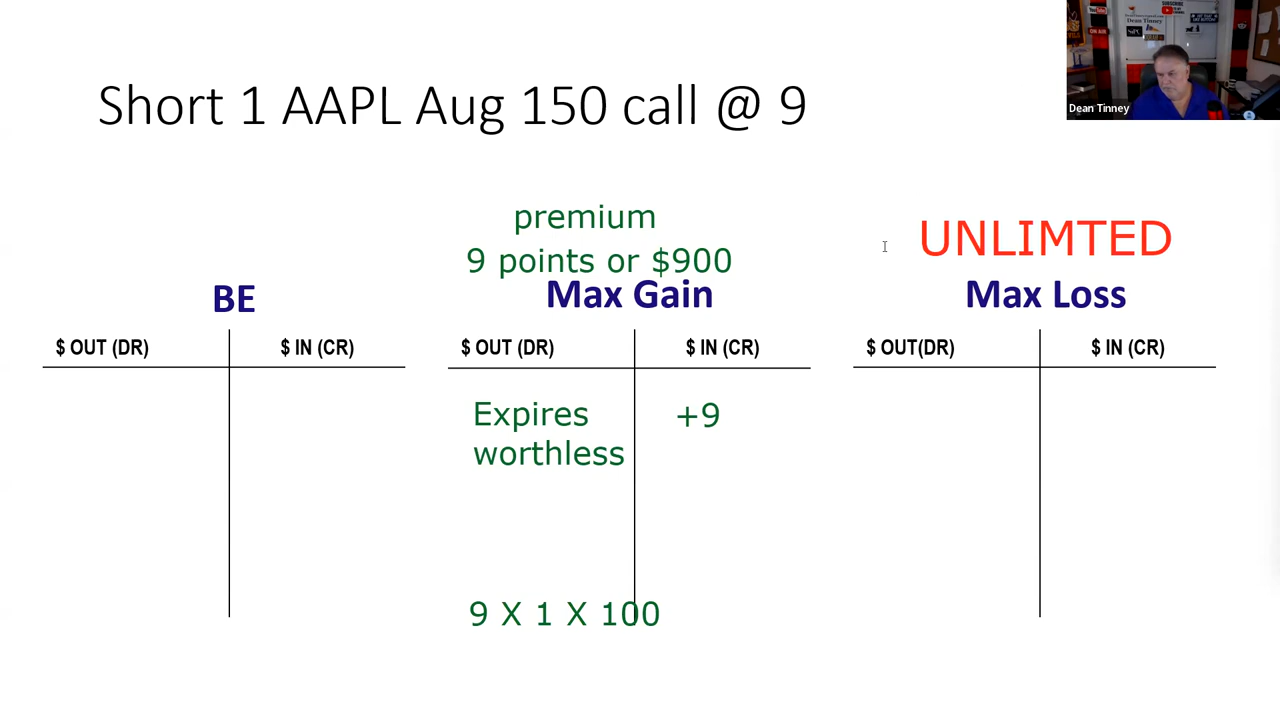 Short 1 AAPL Aug 150 call @ 9
Dean Tinney
premium
9 points or $900
UNLIMTED
BE
Max Gain
Max Loss
$ OUT (DR) $ IN (CR)
$ OUT (DR) $ IN (CR)
$ OUT(DR) $ IN (CR)
Expires +9
worthless
9 X 1 X 100